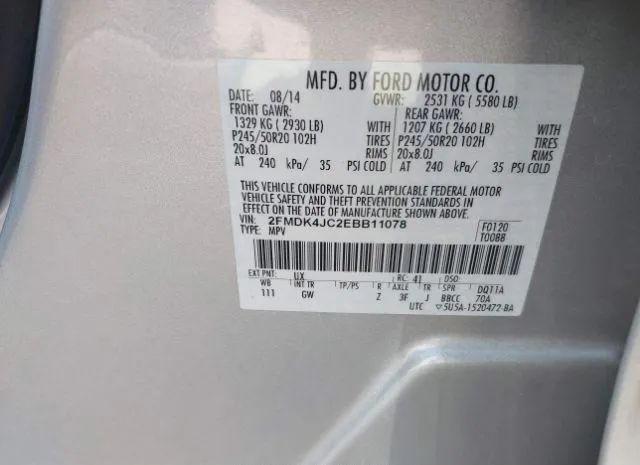 MFD. BY FORD MOTOR CO.
DATE: 08/14 GVWR: 2531 KG ( 5580 LB)
FRONT GAWR: REAR GAWR:
1329 KG ( 2930 LB) WITH 1207 KG ( 2660 LB) WITH
P245/50R20 102H TIRES P245/50R20 102H TIRES
20x8.0J RIMS 20x8.0J RIMS
AT 240 kPa/ 35 PSI COLD AT 240 kPa/ 35 PSI COLD
THIS VEHICLE CONFORMS TO ALL APPLICABLE FEDERAL MOTOR
VEHICLE SAFETY AND THEFT PREVENTION STANDARDS IN
EFFECT ON THE DATE OF MANUFACTURE SHOWN ABOVE.
VIN: 2FMDK4JC2EBB11078 F0120
TYPE: MPV T0088
EXT PNT: UX RC: 41 DSO:
WB INT TR TP/PS R AXLE TR SPR DQ11A
111 GW Z 3F J BBCC 70A
UTC ▽5U5A-1520472-BA